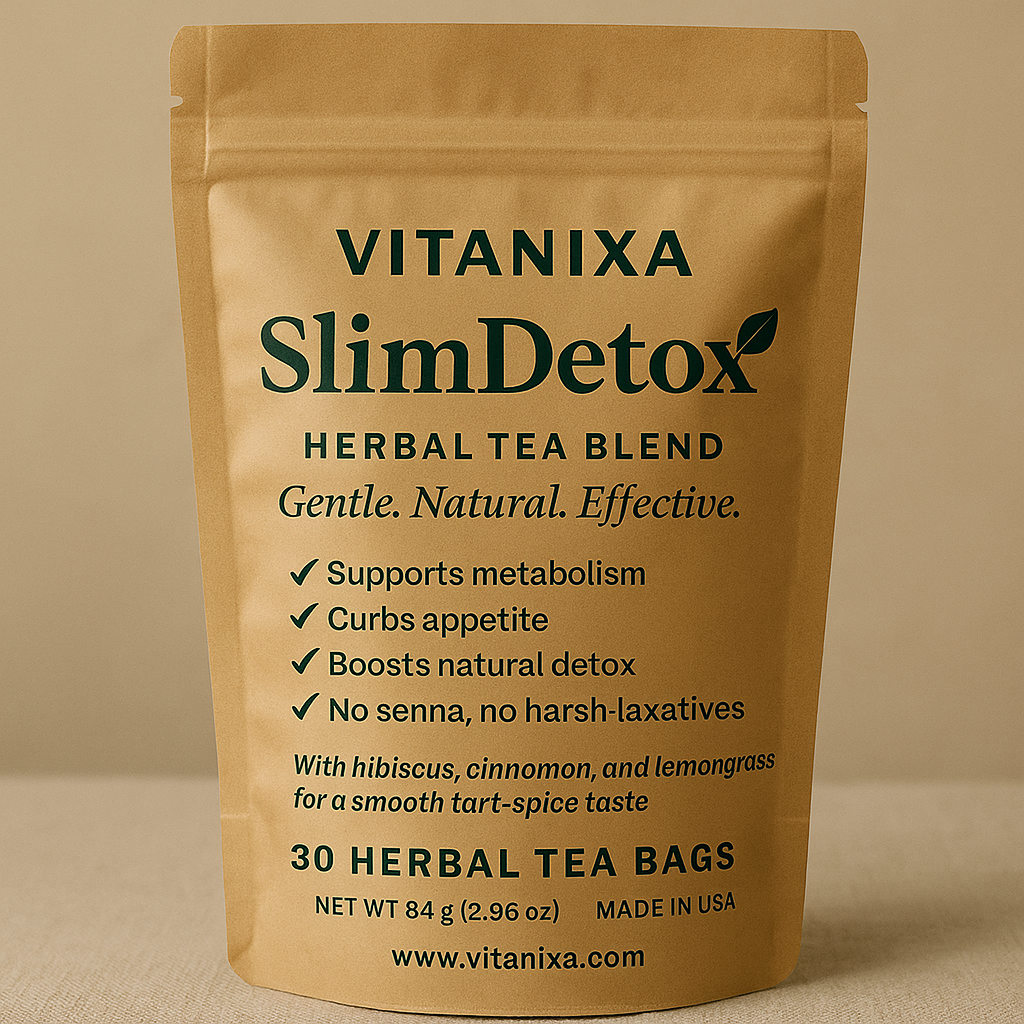 VITANIXA
SlimDetox
HERBAL TEA BLEND
Gentle. Natural. Effective.
✓ Supports metabolism
✓ Curbs appetite
✓ Boosts natural detox
✓ No senna, no harsh-laxatives
With hibiscus, cinnomon, and lemongrass
for a smooth tart-spice taste
30 HERBAL TEA BAGS
NET WT 84 g (2.96 oz) MADE IN USA
www.vitanixa.com